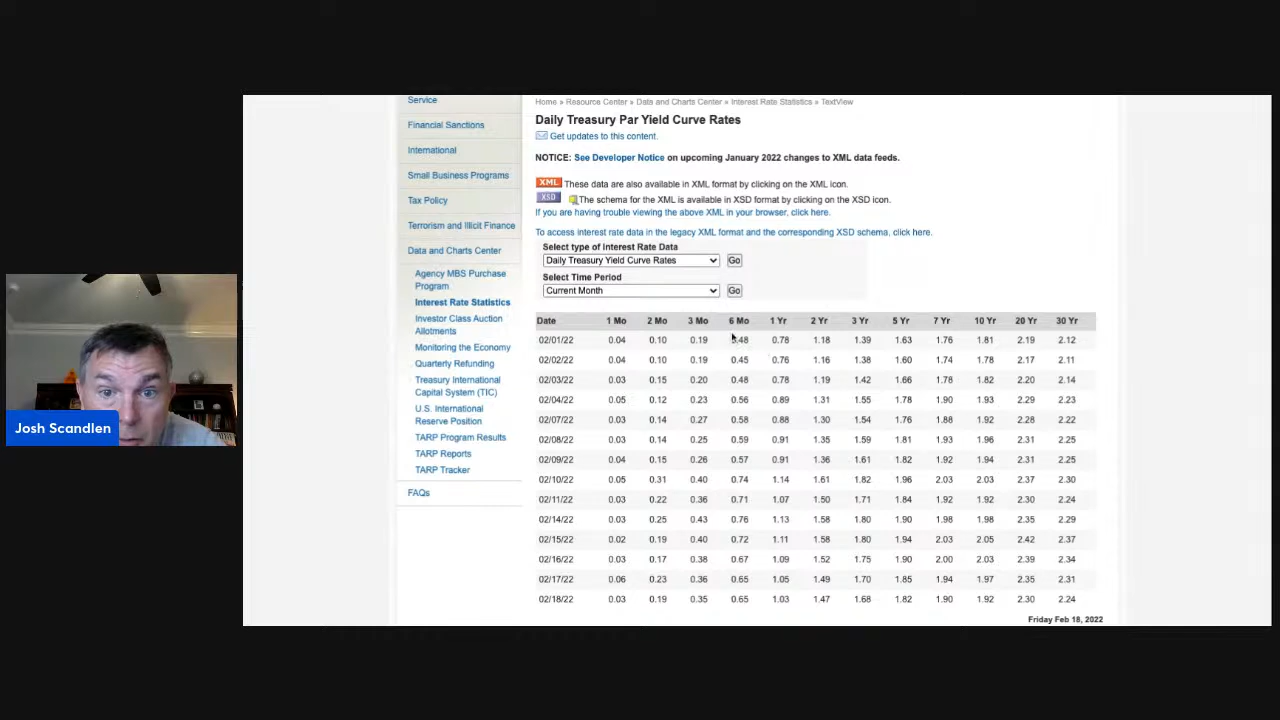 Service
Financial Sanctions
International
Small Business Programs
Tax Policy
Terrorism and Illicit Finance
Data and Charts Center
Agency MBS Purchase
Program
Interest Rate Statistics
Investor Class Auction
Allotments
Monitoring the Economy
Quarterly Refunding
Treasury International
Capital System (TIC)
U.S. International
Reserve Position
TARP Program Results
TARP Reports
TARP Tracker
FAQs
Home » Resource Center » Data and Charts Center » Interest Rate Statistics » TextView
Daily Treasury Par Yield Curve Rates
Get updates to this content.
NOTICE: See Developer Notice on upcoming January 2022 changes to XML data feeds.
XML These data are also available in XML format by clicking on the XML icon.
XSD The schema for the XML is available in XSD format by clicking on the XSD icon.
If you are having trouble viewing the above XML in your browser, click here.
To access interest rate data in the legacy XML format and the corresponding XSD schema, click here.
Select type of Interest Rate Data
Daily Treasury Yield Curve Rates Go
Select Time Period
Current Month Go
Date 1 Mo 2 Mo 3 Mo 6 Mo 1 Yr 2 Yr 3 Yr 5 Yr 7 Yr 10 Yr 20 Yr 30 Yr
02/01/22 0.04 0.10 0.19 0.48 0.78 1.18 1.39 1.63 1.76 1.81 2.19 2.12
02/02/22 0.04 0.10 0.19 0.45 0.76 1.16 1.38 1.60 1.74 1.78 2.17 2.11
02/03/22 0.03 0.15 0.20 0.48 0.78 1.19 1.42 1.66 1.78 1.82 2.20 2.14
02/04/22 0.05 0.12 0.23 0.56 0.89 1.31 1.55 1.78 1.90 1.93 2.29 2.23
02/07/22 0.03 0.14 0.27 0.58 0.88 1.30 1.54 1.76 1.88 1.92 2.28 2.22
02/08/22 0.03 0.14 0.25 0.59 0.91 1.35 1.59 1.81 1.93 1.96 2.31 2.25
02/09/22 0.04 0.15 0.26 0.57 0.91 1.36 1.61 1.82 1.92 1.94 2.31 2.25
02/10/22 0.05 0.31 0.40 0.74 1.14 1.61 1.82 1.96 2.03 2.03 2.37 2.30
02/11/22 0.03 0.22 0.36 0.71 1.07 1.50 1.71 1.84 1.92 1.92 2.30 2.24
02/14/22 0.03 0.25 0.43 0.76 1.13 1.58 1.80 1.90 1.98 1.98 2.35 2.29
02/15/22 0.02 0.19 0.40 0.72 1.11 1.58 1.80 1.94 2.03 2.05 2.42 2.37
02/16/22 0.03 0.17 0.38 0.67 1.09 1.52 1.75 1.90 2.00 2.03 2.39 2.34
02/17/22 0.06 0.23 0.36 0.65 1.05 1.49 1.70 1.85 1.94 1.97 2.35 2.31
02/18/22 0.03 0.19 0.35 0.65 1.03 1.47 1.68 1.82 1.90 1.92 2.30 2.24
Friday Feb 18, 2022
Josh Scandlen